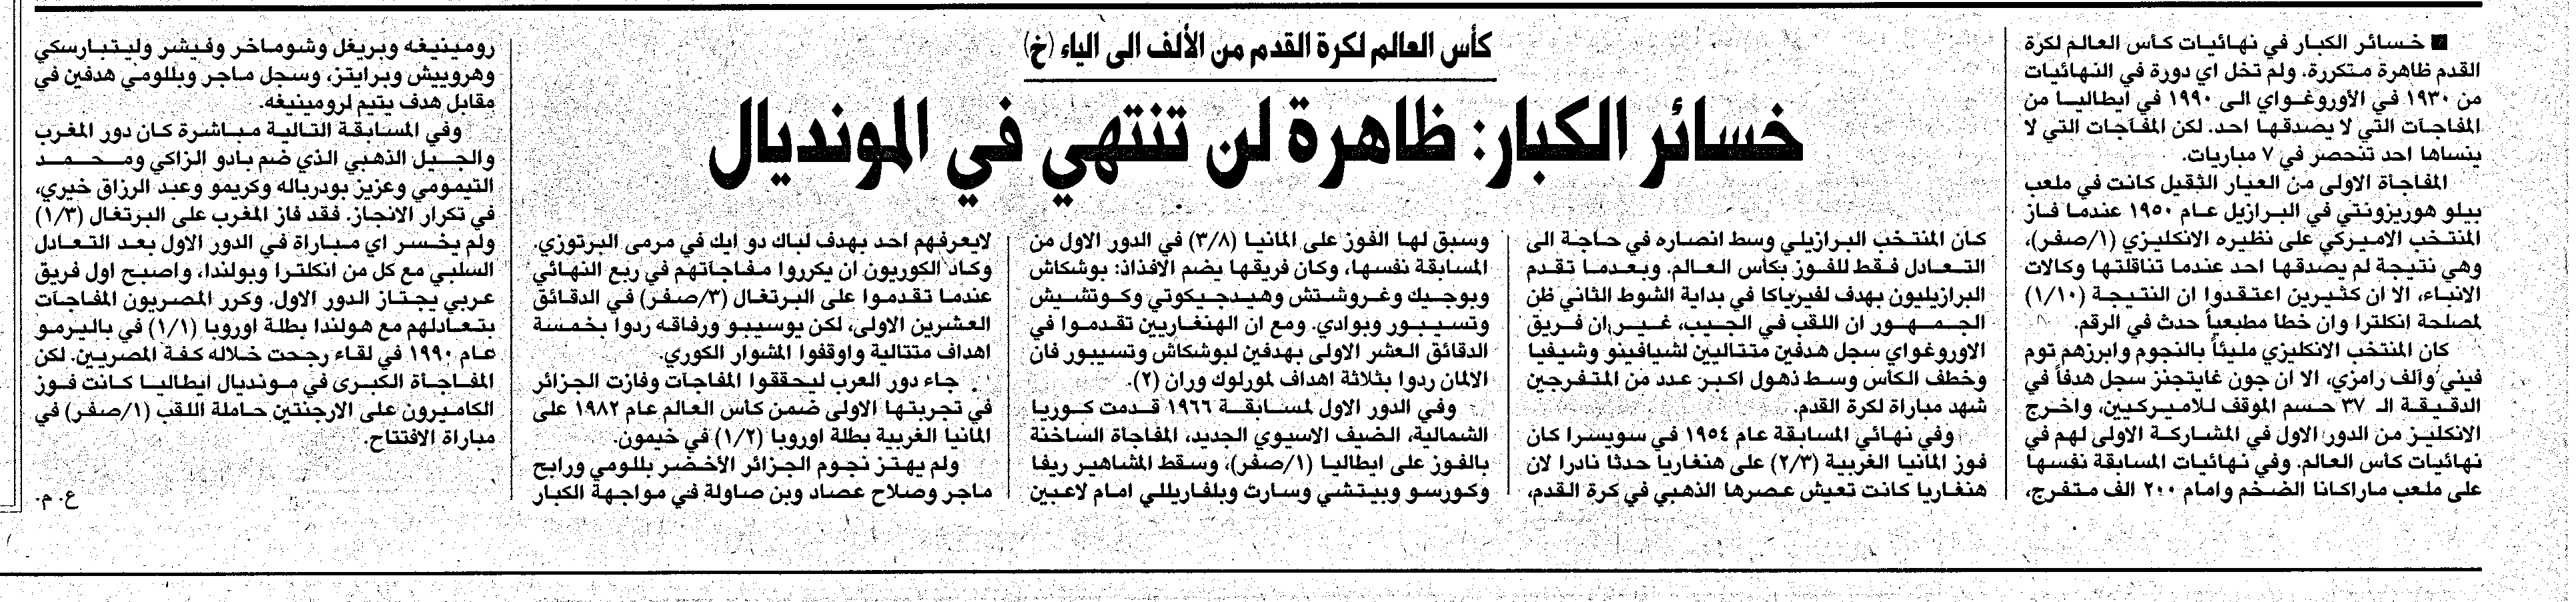 كأس العالم لكرة القدم من الألف الى الياء (خ)
خسائر الكبار: ظاهرة لن تنتهي في المونديال
خسائر الكبار في نهائيات كأس العالم لكرة
القدم ظاهرة متكررة. ولم تخل اي دورة في النهائيات
من ١٩٣٠ في الأوروغواي الى ١٩٩٠ في ايطاليا من
المفاجآت التي لا يصدقها احد. لكن المفاجآت التي لا
ينساها احد تنحصر في ٧ مباريات.
المفاجأة الاولى من العيار الثقيل كانت في ملعب
بيلو هوريزونتي في البرازيل عام ١٩٥٠ عندما فاز
المنتخب الاميركي على نظيره الانكليزي (١/صفر)،
وهي نتيجة لم يصدقها احد عندما تناقلتها وكالات
الانباء، الا ان كثيرين اعتقدوا ان النتيجة (١/١٠)
لمصلحة انكلترا وان خطأ مطبعياً حدث في الرقم.
كان المنتخب الانكليزي مليئاً بالنجوم وابرزهم توم
فيني وألف رامزي، الا ان جون غايتجنز سجل هدفاً في
الدقيقة الـ ٣٧ حسم الموقف للاميركيين، واخرج
الانكليز من الدور الاول في المشاركة الاولى لهم في
نهائيات كأس العالم. وفي نهائيات المسابقة نفسها
على ملعب ماراكانا الضخم وامام ٢٠٠ الف متفرج،
كان المنتخب البرازيلي وسط انصاره في حاجة الى
التعادل فقط للفوز بكأس العالم. وبعدما تقدم
البرازيليون بهدف لفيرياكا في بداية الشوط الثاني ظن
الجمهور ان اللقب في الجيب، غير ان فريق
الاوروغواي سجل هدفين متتاليين لشيافينو وشيفيا
وخطف الكأس وسط ذهول اكبر عدد من المتفرجين
شهد مباراة لكرة القدم.
وفي نهائي المسابقة عام ١٩٥٤ في سويسرا كان
فوز المانيا الغربية (٢/٣) على هنغاريا حدثا نادرا لان
هنغاريا كانت تعيش عصرها الذهبي في كرة القدم،
وسبق لها الفوز على المانيا (٣/٨) في الدور الاول من
المسابقة نفسها، وكان فريقها يضم الافذاذ: بوشكاش
وبوجيك وغروشتش وهيدجيكوتي وكوتشيش
وتسيبور وبوادي. ومع ان الهنغاريين تقدموا في
الدقائق العشر الاولى بهدفين لبوشكاش وتسيبور فان
الألمان ردوا بثلاثة اهداف لمورلوك وران (٢).
وفي الدور الاول لمسابقة ١٩٦٦ قدمت كوريا
الشمالية، الضيف الاسيوي الجديد، المفاجأة الساخنة
بالفوز على ايطاليا (١/صفر)، وسقط المشاهير ريفا
وكورسو وبيتشي وسارت وبلفاريللي امام لاعبين
لايعرفهم احد بهدف لباك دو ايك في مرمى البرتوزي.
وكاد الكوريون ان يكرروا مفاجآتهم في ربع النهائي
عندما تقدموا على البرتغال (٣/صفر) في الدقائق
العشرين الاولى، لكن يوسيبيو ورفاقه ردوا بخمسة
اهداف متتالية واوقفوا المشوار الكوري.
جاء دور العرب ليحققوا المفاجآت وفازت الجزائر
في تجربتها الاولى ضمن كأس العالم عام ١٩٨٢ على
المانيا الغربية بطلة اوروبا (١/٢) في خيمون.
ولم يهتز نجوم الجزائر الأخضر بللومي ورابح
ماجر وصلاح عصاد وبن صاولة في مواجهة الكبار
رومينيغه وبريغل وشوماخر وفيشر وليتبارسكي
وهروبيش وبرايتز، وسجل ماجر وبللومي هدفين في
مقابل هدف يتيم لرومينيغه.
وفي المسابقة التالية مباشرة كان دور المغرب
والجيل الذهبي الذي ضم بادو الزاكي ومحمد
التيمومي وعزيز بودرباله وكريمو وعبد الرزاق خيري،
في تكرار الانجاز. فقد فاز المغرب على البرتغال (١/٣)
ولم يخسر اي مباراة في الدور الاول بعد التعادل
السلبي مع كل من انكلترا وبولندا، واصبح اول فريق
عربي يجتاز الدور الاول. وكرر المصريون المفاجآت
بتعادلهم مع هولندا بطلة اوروبا (١/١) في باليرمو
عام ١٩٩٠ في لقاء رجحت خلاله كفة المصريين. لكن
المفاجأة الكبرى في مونديال ايطاليا كانت فوز
الكاميرون على الارجنتين حاملة اللقب (١/صفر) في
مباراة الافتتاح.
ع. م.